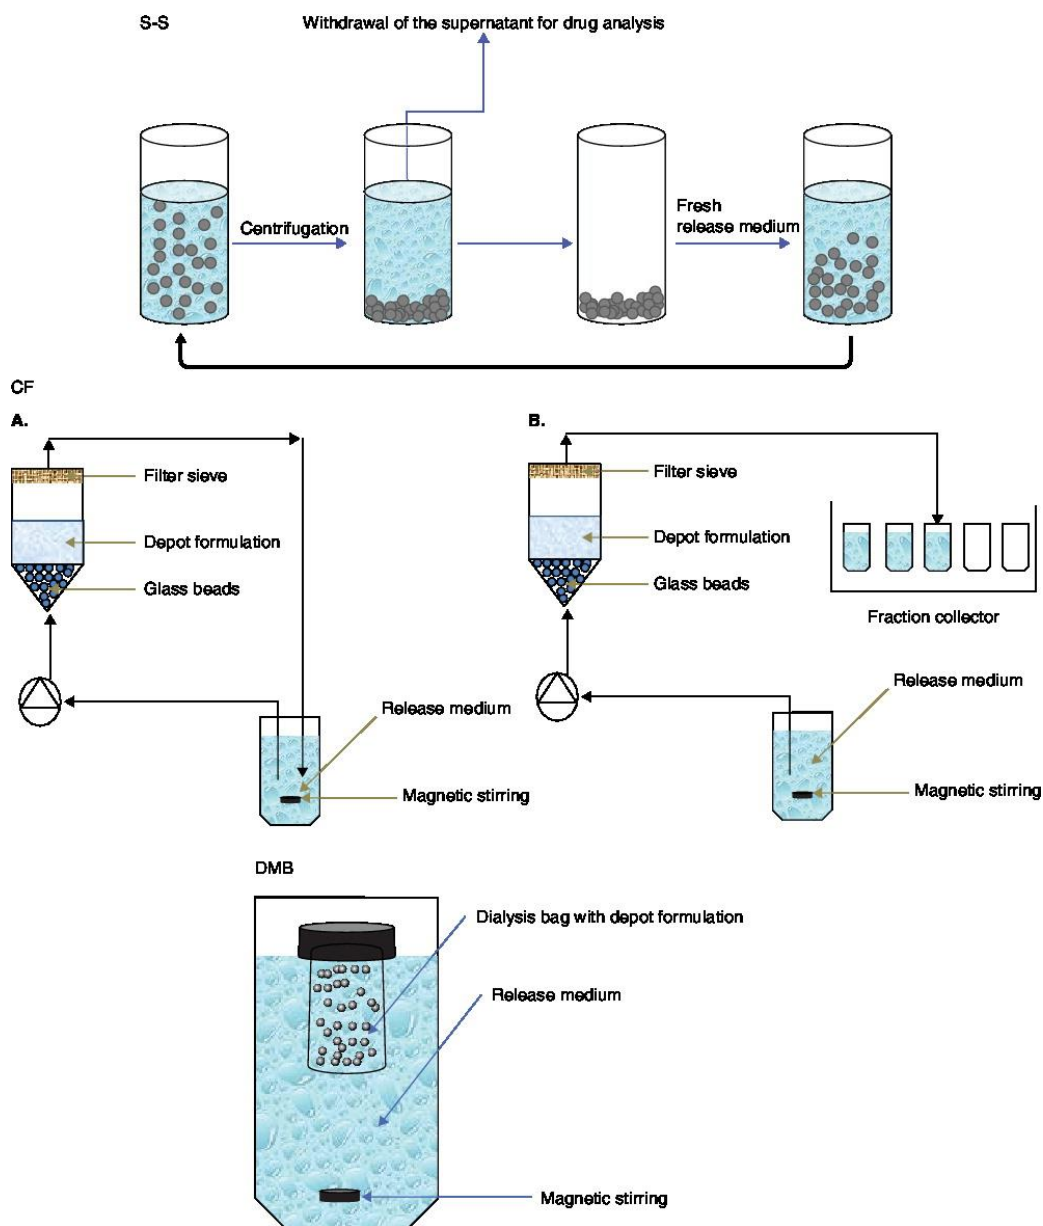 S-S
Withdrawal of the supernatant for drug analysis
Centrifugation
Fresh
release medium
CF
A.
Filter sieve
Depot formulation
Glass beads
Release medium
Magnetic stirring
B.
Filter sieve
Depot formulation
Glass beads
Fraction collector
Release medium
Magnetic stirring
DMB
Dialysis bag with depot formulation
Release medium
Magnetic stirring